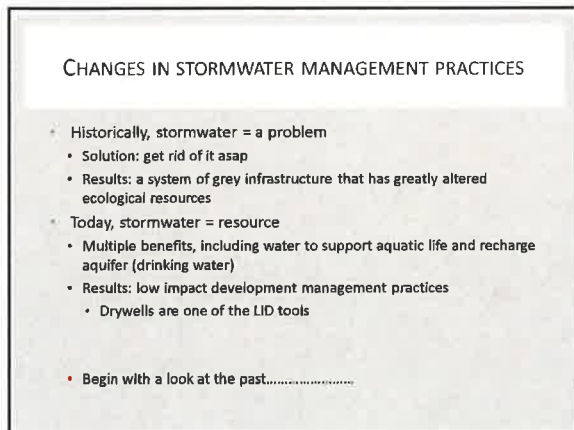 CHANGES IN STORMWATER MANAGEMENT PRACTICES
• Historically, stormwater = a problem
• Solution: get rid of it asap
• Results: a system of grey infrastructure that has greatly altered
ecological resources
• Today, stormwater = resource
• Multiple benefits, including water to support aquatic life and recharge
aquifer (drinking water)
• Results: low impact development management practices
• Drywells are one of the LID tools
• Begin with a look at the past......................